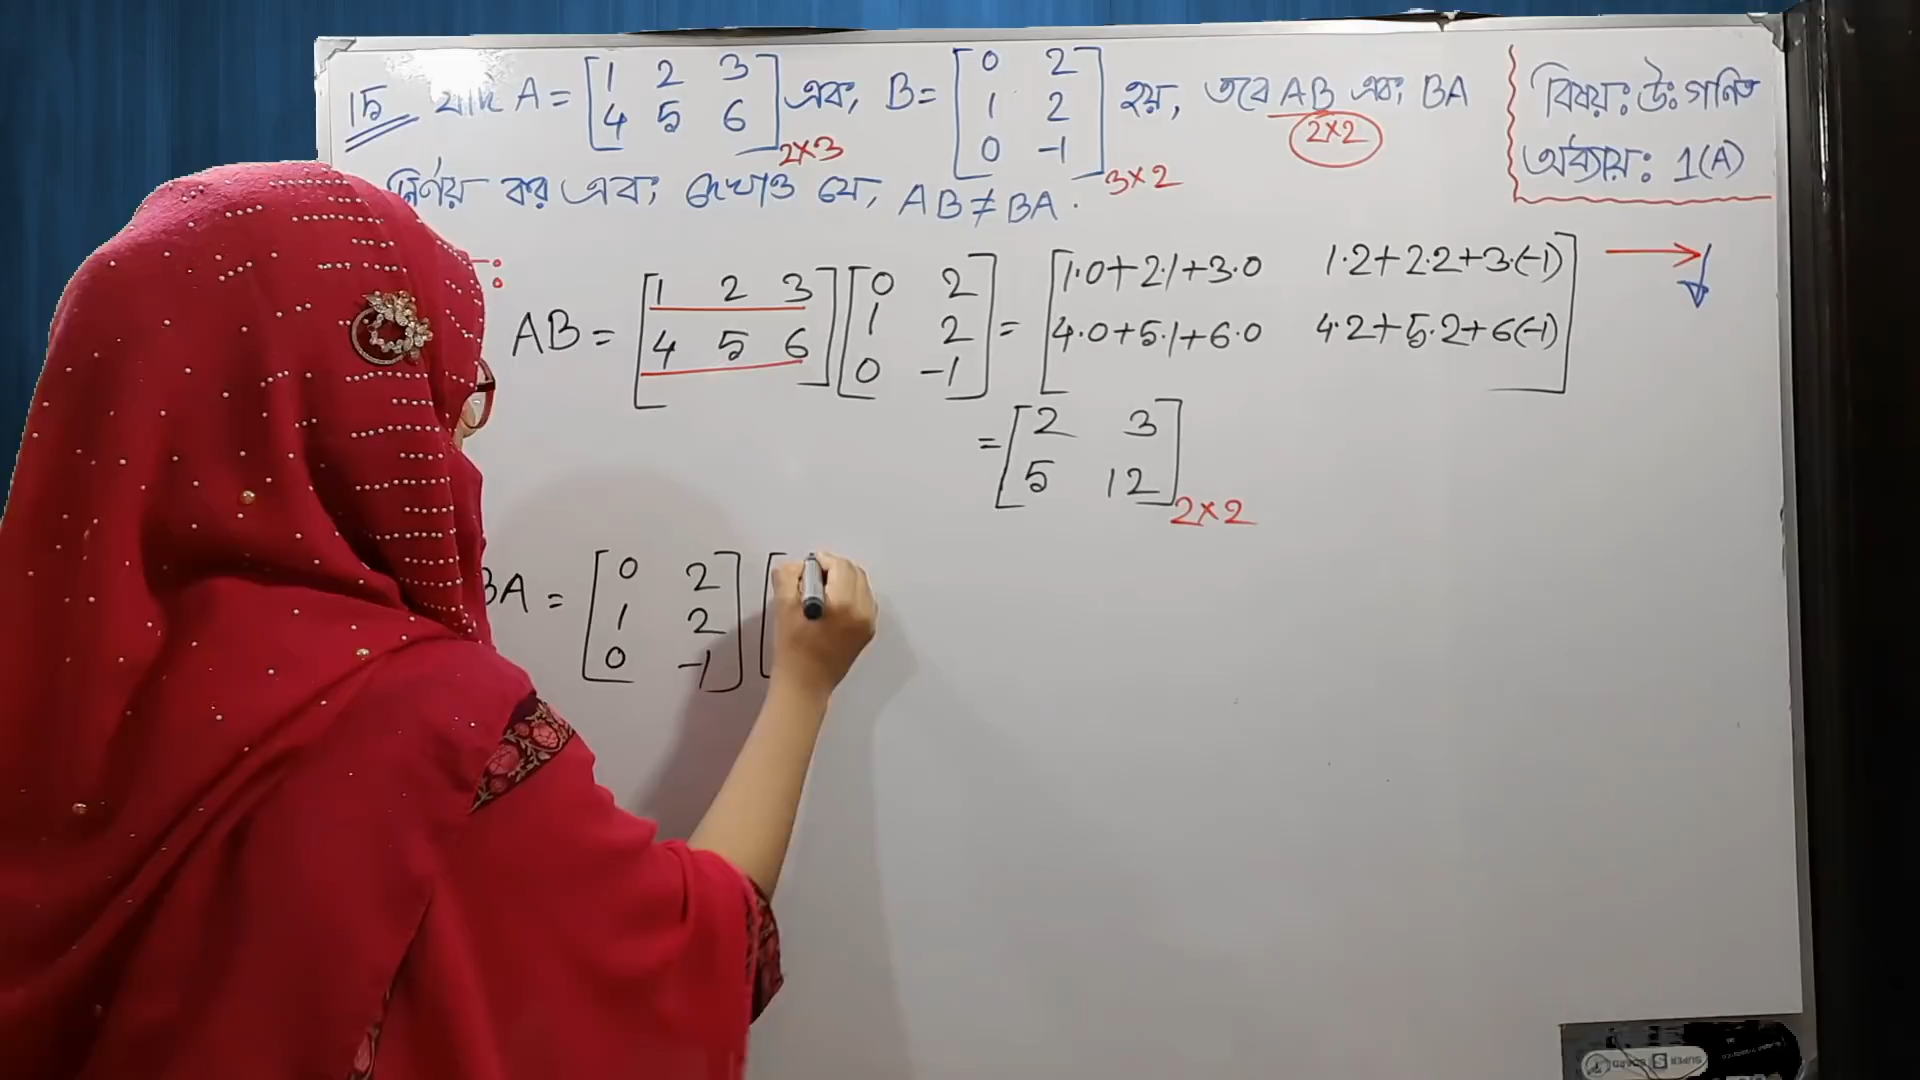 15 যদি A = [1 2 3; 4 5 6] 2×3 এবং B = [0 2; 1 2; 0 -1] 3×2 হয়, তবে AB এবং BA
2×2
নির্ণয় কর এবং দেখাও যে, AB ≠ BA.
বিষয়: উঃ গনিত
অধ্যায়: 1(A)
AB = [1 2 3; 4 5 6] [0 2; 1 2; 0 -1] = [1·0+2·1+3·0 1·2+2·2+3·(-1); 4·0+5·1+6·0 4·2+5·2+6(-1)]
= [2 3; 5 12] 2×2
BA = [0 2; 1 2; 0 -1] [